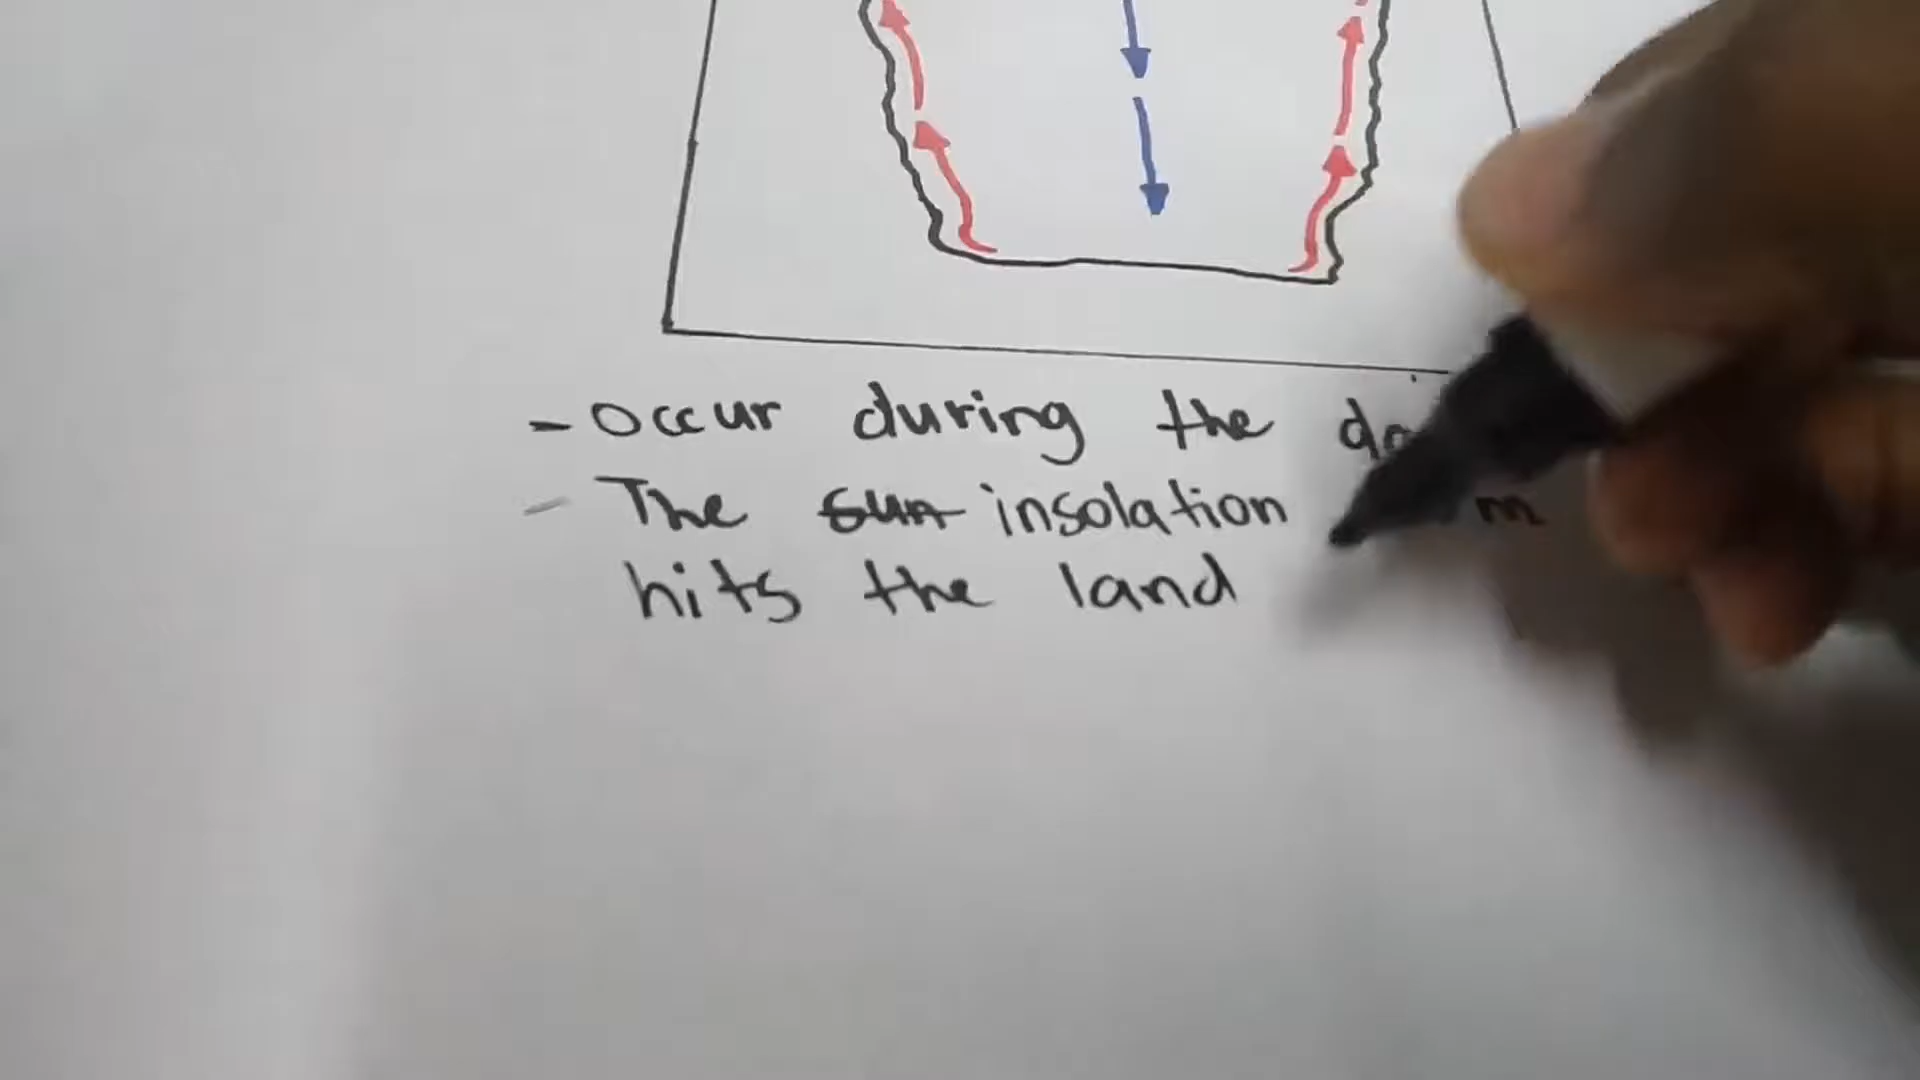 - Occur during the
- The sun insolation
hits the land